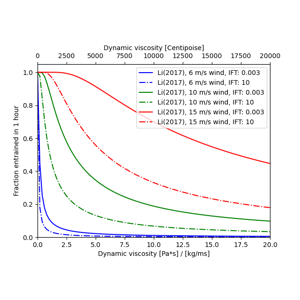 Dynamic viscosity [Centipoise]
0 2500 5000 7500 10000 12500 15000 17500 20000
Li(2017), 6 m/s wind, IFT: 0.003
Li(2017), 6 m/s wind, IFT: 10
Li(2017), 10 m/s wind, IFT: 0.003
Li(2017), 10 m/s wind, IFT: 10
Li(2017), 15 m/s wind, IFT: 0.003
Li(2017), 15 m/s wind, IFT: 10
Fraction entrained in 1 hour
1.0
0.8
0.6
0.4
0.2
0.0
0.0 2.5 5.0 7.5 10.0 12.5 15.0 17.5 20.0
Dynamic viscosity [Pa*s] / [kg/ms]